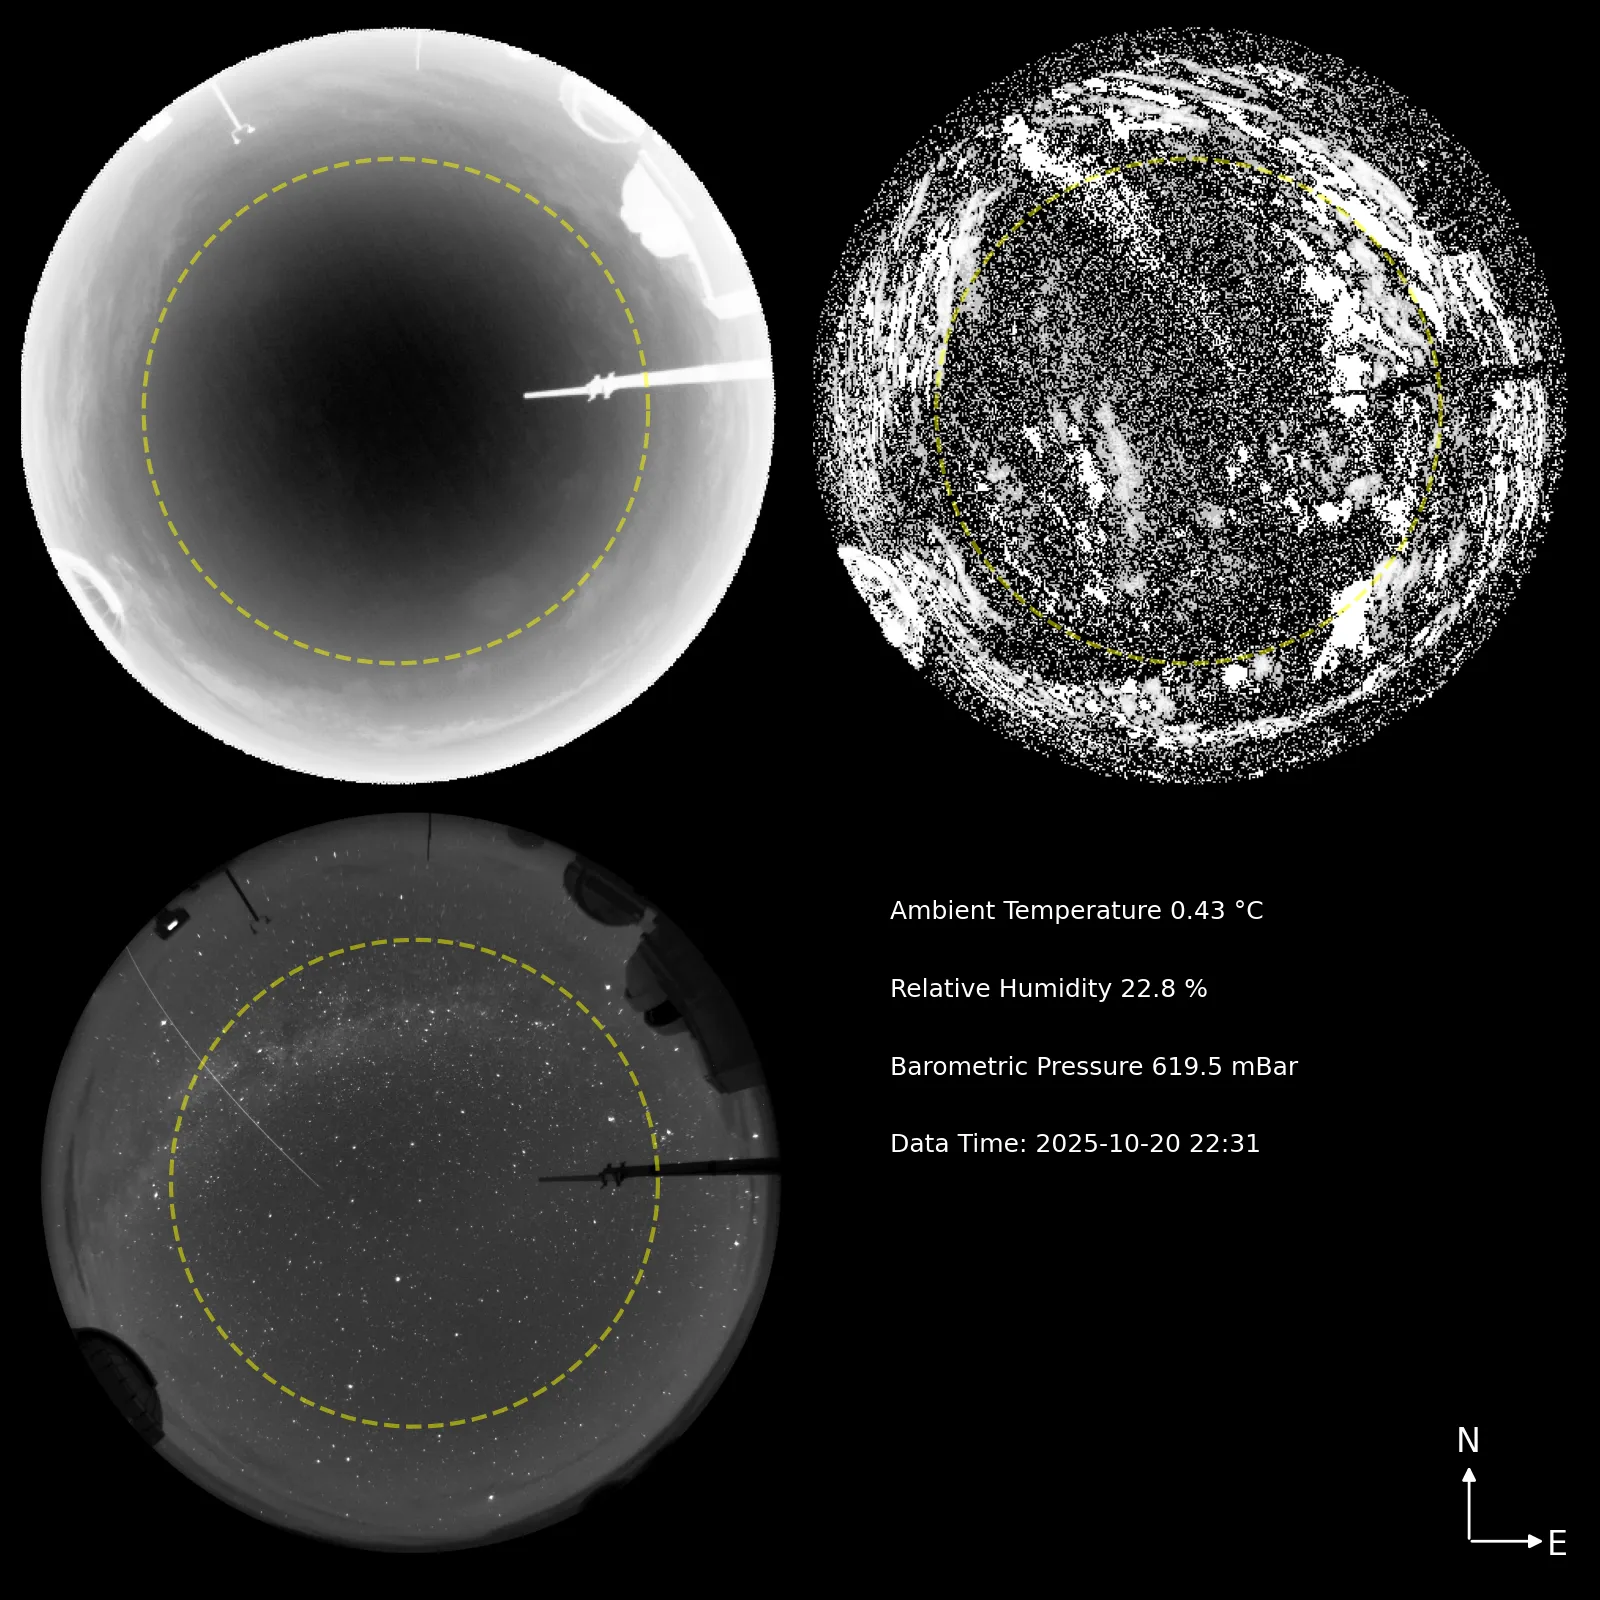 Ambient Temperature 0.43 °C
Relative Humidity 22.8 %
Barometric Pressure 619.5 mBar
Data Time: 2025-10-20 22:31
N
E